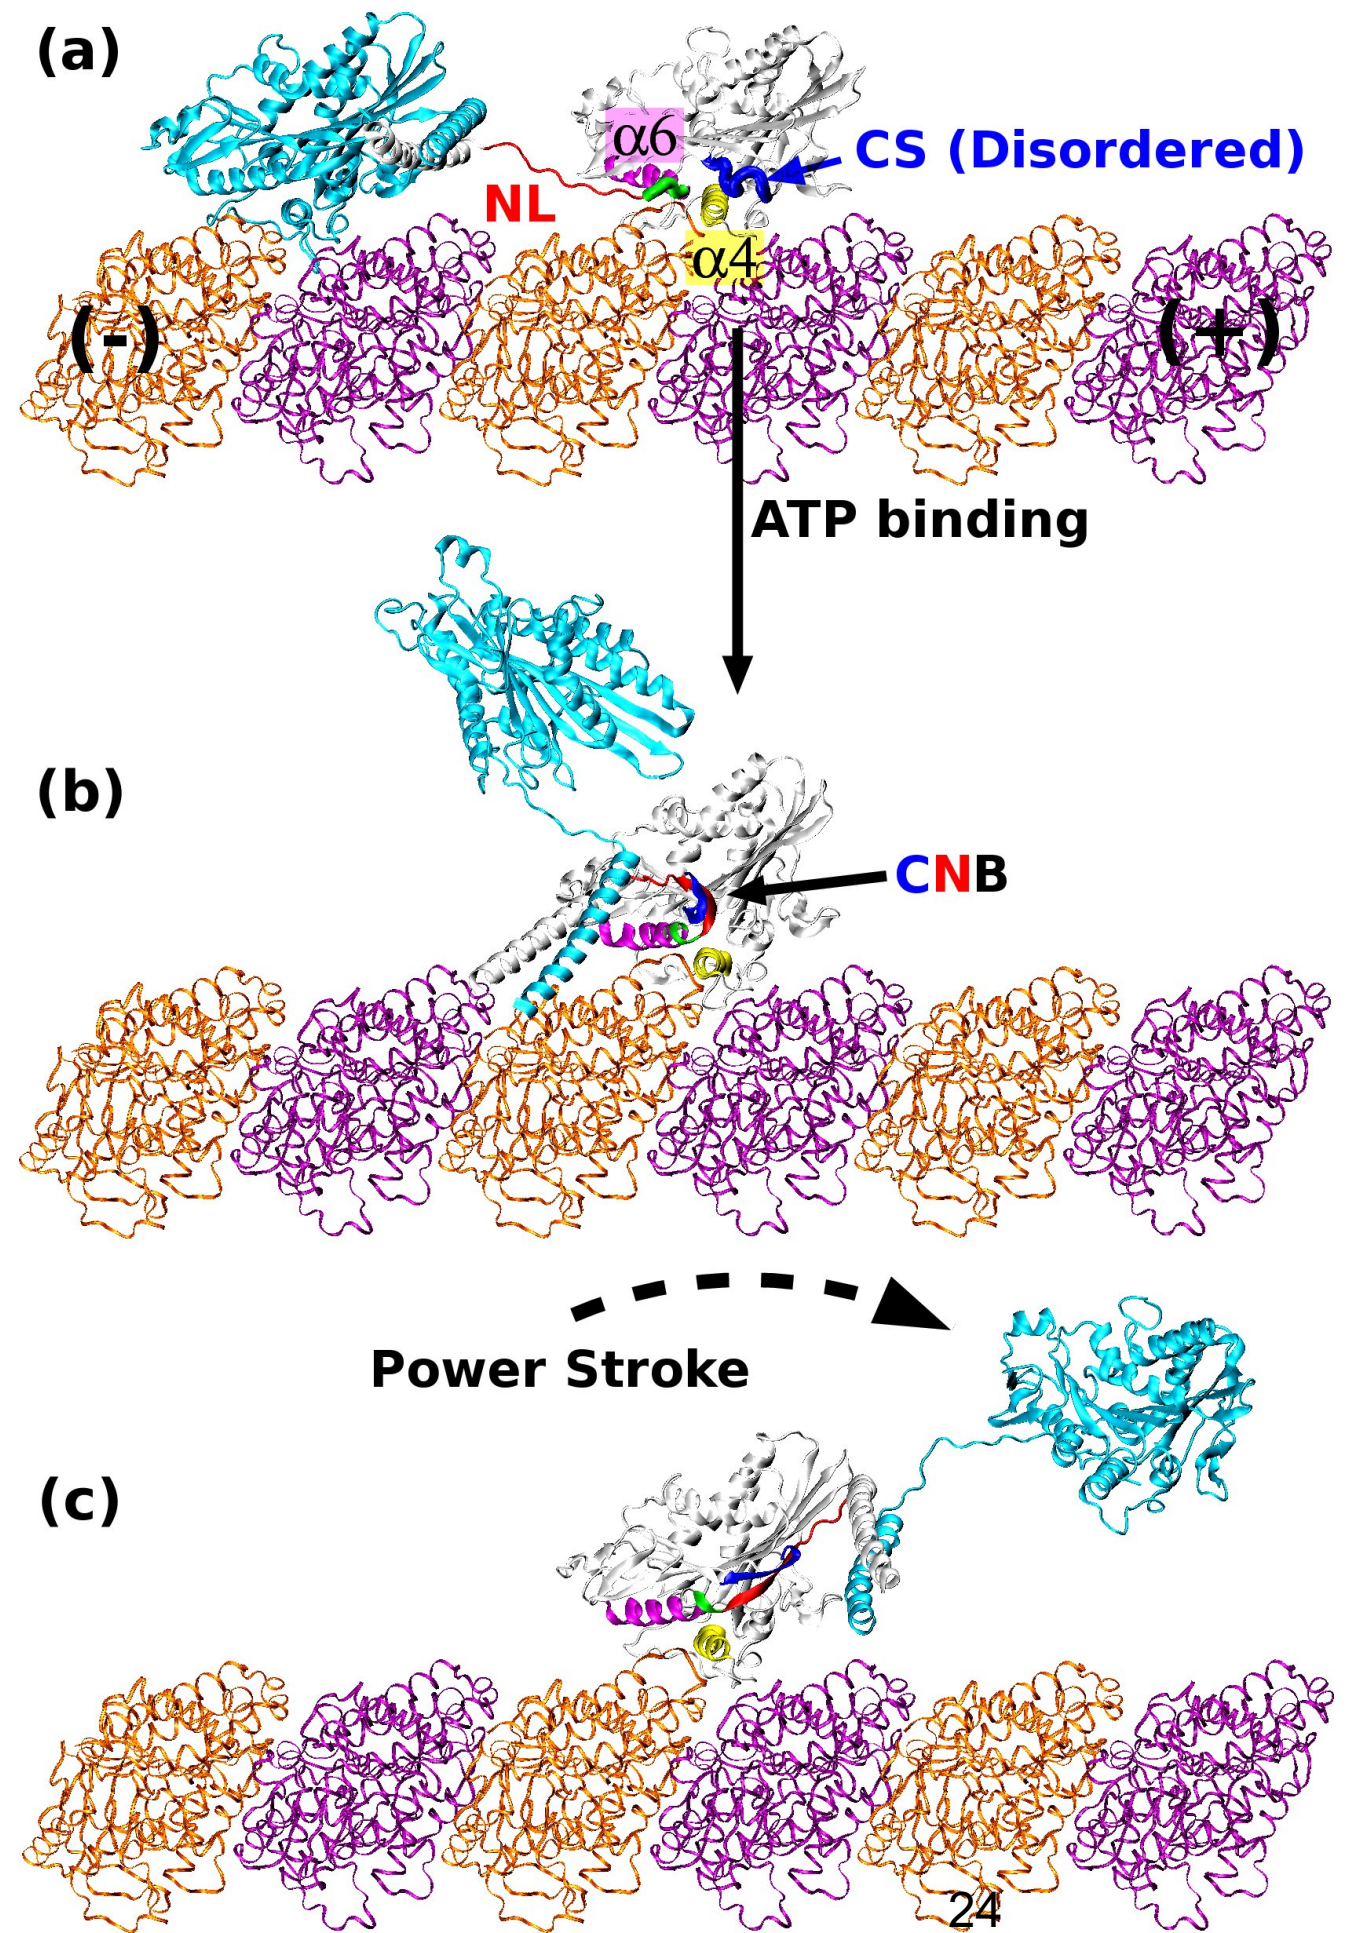 (a)
α6
CS (Disordered)
NL
α4
(-)
(+)
ATP binding
(b)
CNB
Power Stroke
(c)
24